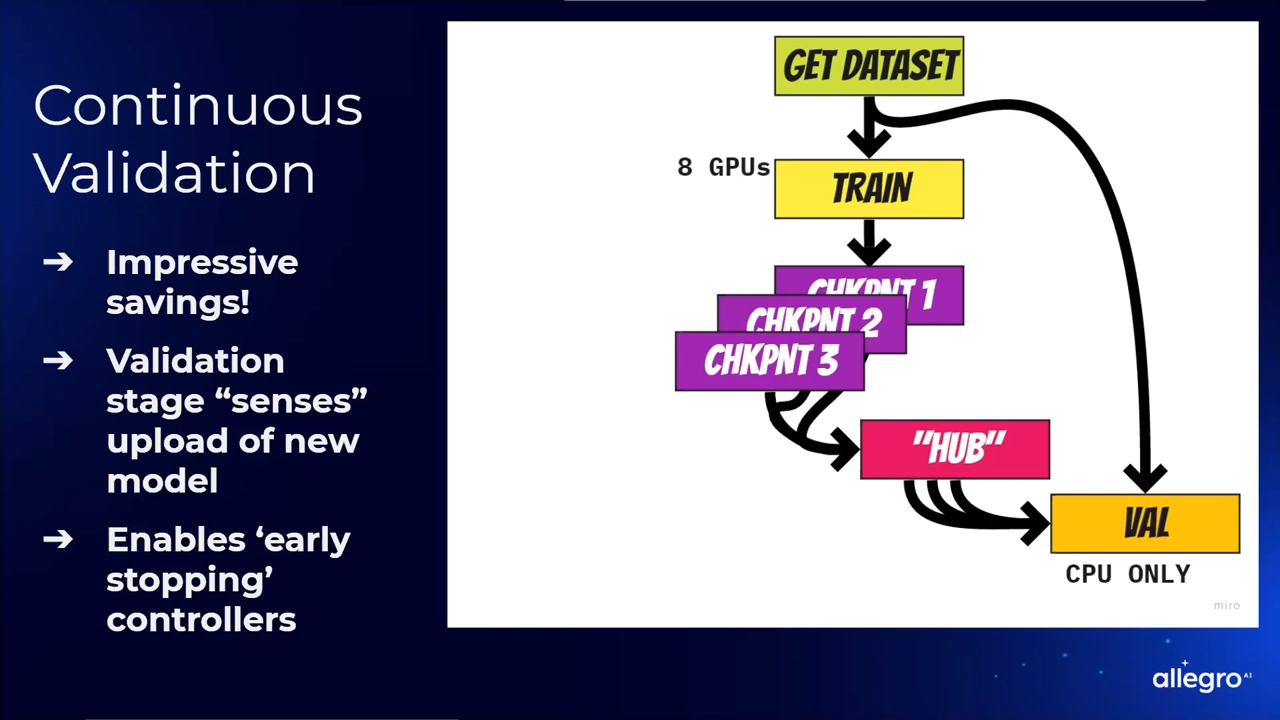 Continuous
Validation
➔ Impressive
savings!
➔ Validation
stage “senses”
upload of new
model
➔ Enables ‘early
stopping’
controllers
GET DATASET
8 GPUs
TRAIN
CHKPNT 1
CHKPNT 2
CHKPNT 3
"HUB"
VAL
CPU ONLY
miro
allegro AI